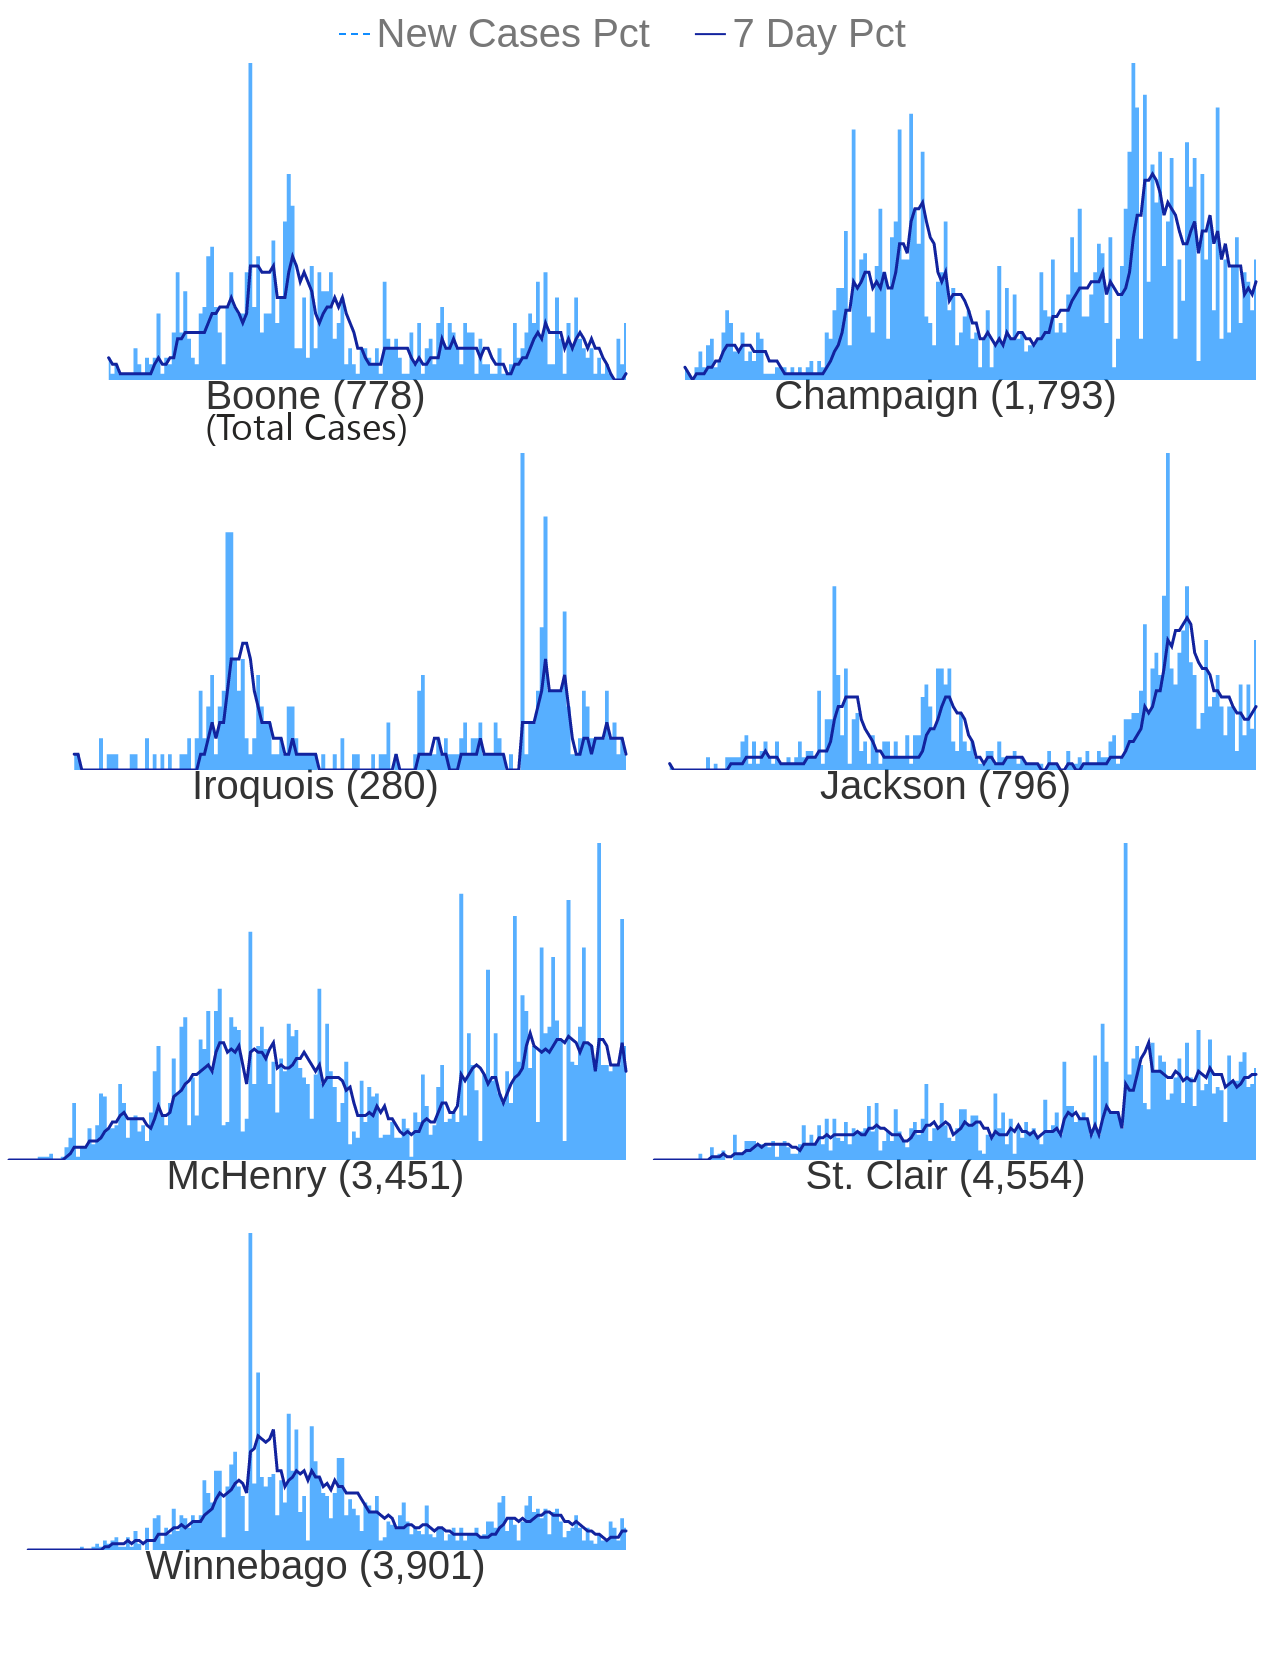 New Cases Pct 7 Day Pct
Boone (778) Champaign (1,793)
(Total Cases)
Iroquois (280) Jackson (796)
McHenry (3,451) St. Clair (4,554)
Winnebago (3,901)